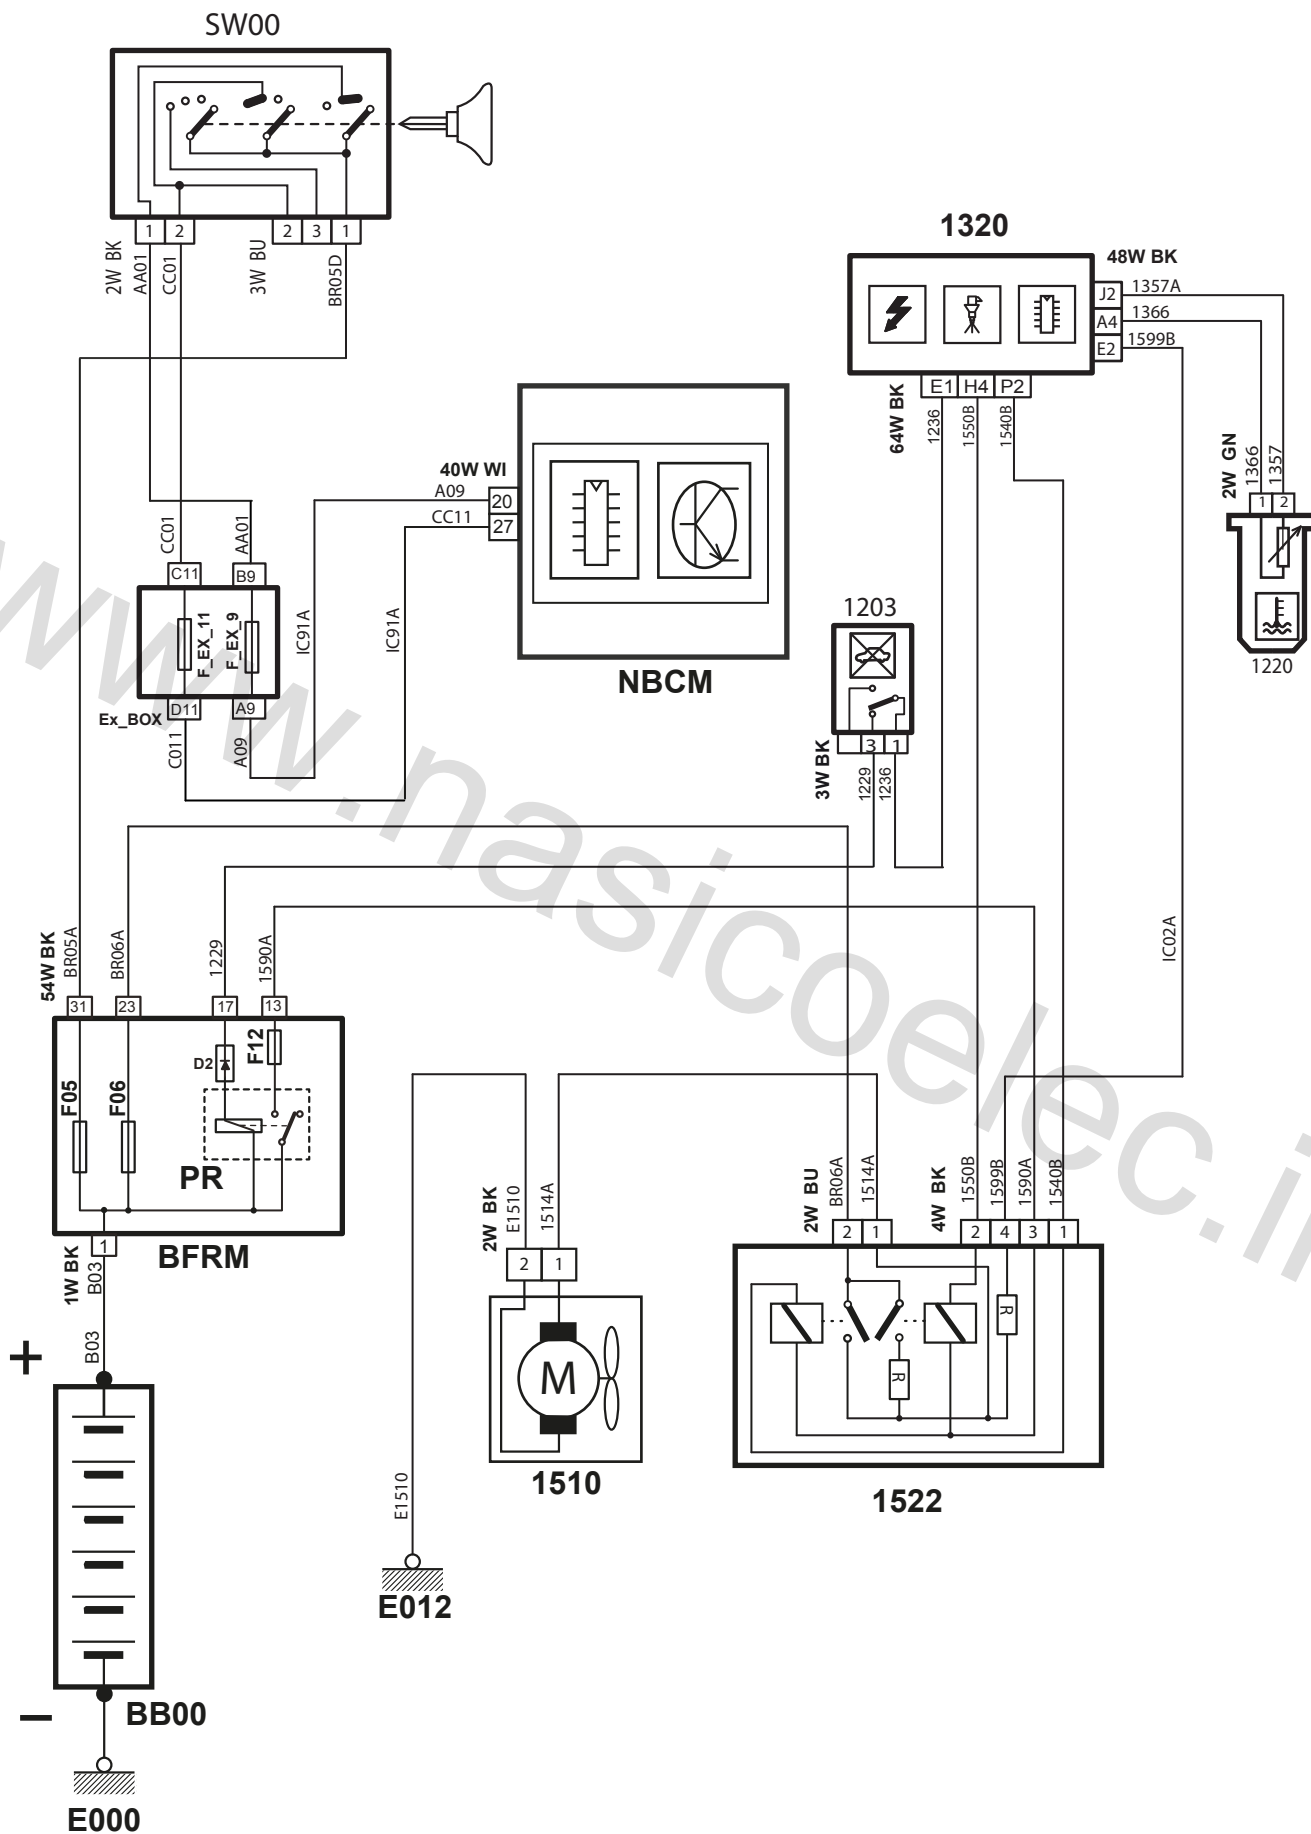 SW00
1 2 2 3 1
2W BK
AA01
CC01
3W BU
BR05D
1320
48W BK
J2 1357A
A4 1366
E2 1599B
E1 H4 P2
64W BK
1236
1550B
1540B
2W GN
1366
1357
1 2
1220
40W WI
A09
20
CC11
27
NBCM
CC01
AA01
C11 B9
F_EX_11
F_EX_9
Ex_BOX
D11 A9
C011
A09
IC91A
IC91A
1203
3 1
3W BK
1229
1236
IC02A
www.nasicoelec.ir
54W BK
BR05A
BR06A
1229
1590A
31 23 17 13
F05
F06
D2
F12
PR
BFRM
1
1W BK
B03
B03
+
−
BB00
E000
2W BK
E1510
1514A
2 1
M
1510
E1510
E012
2W BU
BR06A
1514A
4W BK
1550B
1599B
1590A
1540B
2 1 2 4 3 1
R
R
1522